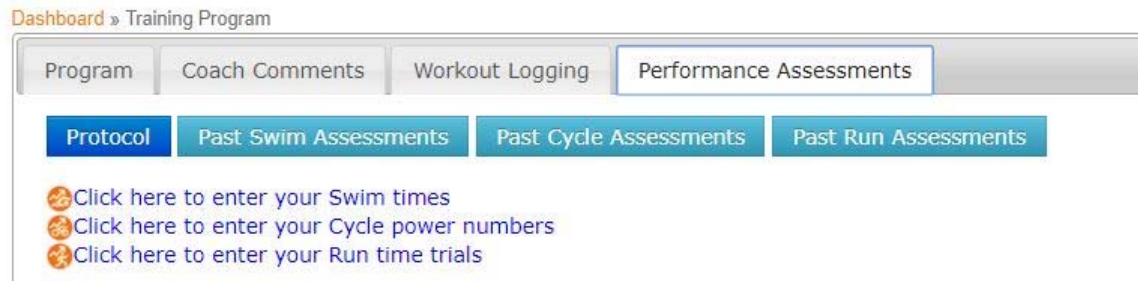 Dashboard » Training Program
Program Coach Comments Workout Logging Performance Assessments
Protocol Past Swim Assessments Past Cycle Assessments Past Run Assessments
Click here to enter your Swim times
Click here to enter your Cycle power numbers
Click here to enter your Run time trials